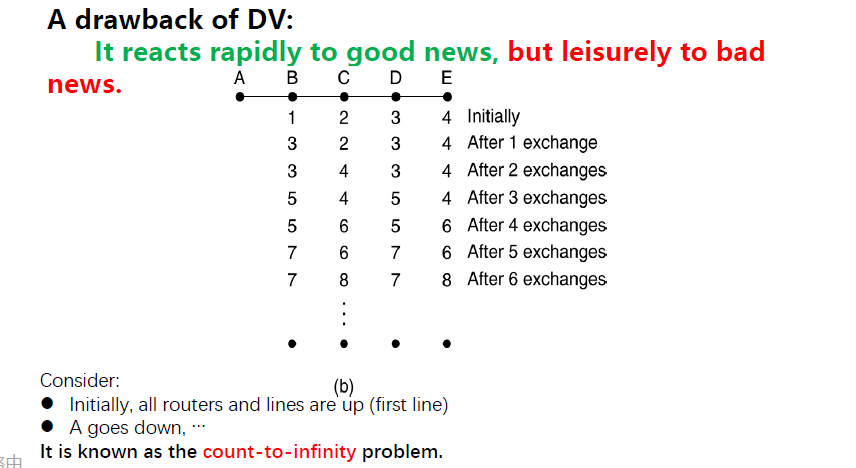 A drawback of DV:
It reacts rapidly to good news, but leisurely to bad
news.
A B C D E
1 2 3 4 Initially
3 2 3 4 After 1 exchange
3 4 3 4 After 2 exchanges
5 4 5 4 After 3 exchanges
5 6 5 6 After 4 exchanges
7 6 7 6 After 5 exchanges
7 8 7 8 After 6 exchanges
⋮
Consider:
(b)
● Initially, all routers and lines are up (first line)
● A goes down, ⋯
It is known as the count-to-infinity problem.